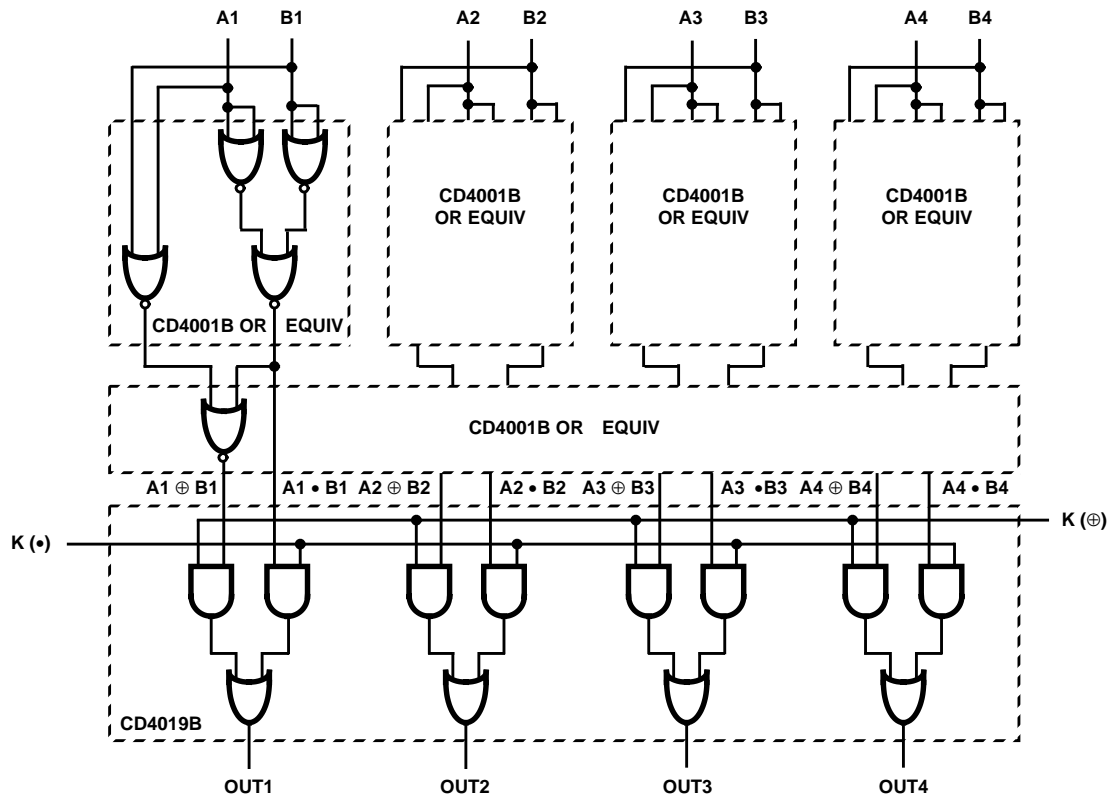 A1 B1 A2 B2 A3 B3 A4 B4
CD4001B
OR EQUIV
CD4001B
OR EQUIV
CD4001B
OR EQUIV
CD4001B OR EQUIV
CD4001B OR EQUIV
A1 ⊕ B1 A1 • B1 A2 ⊕ B2 A2 • B2 A3 ⊕ B3 A3 •B3 A4 ⊕ B4 A4 • B4
K (⊕)
K (•)
CD4019B
OUT1 OUT2 OUT3 OUT4